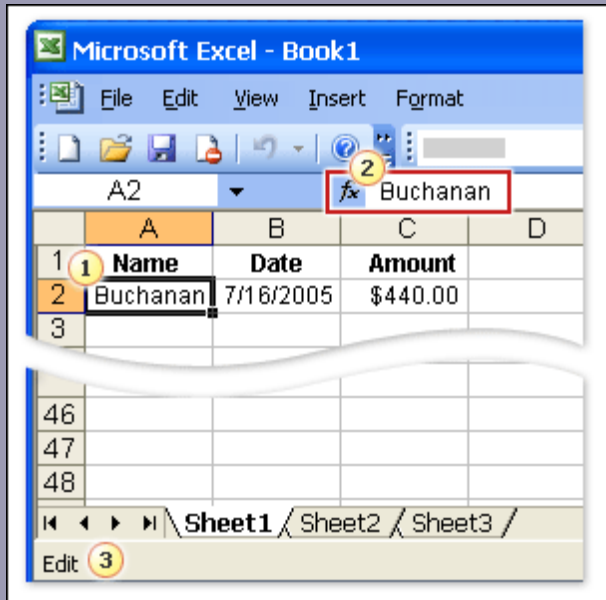 Microsoft Excel - Book1
File Edit View Insert Format
2
A2 fx Buchanan
A B C D
1 1 Name Date Amount
2 Buchanan 7/16/2005 $440.00
3
46
47
48
Sheet1 Sheet2 Sheet3
Edit 3